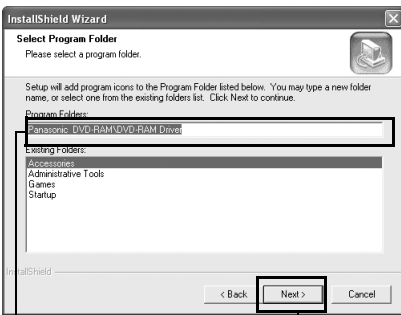 InstallShield Wizard
Select Program Folder
Please select a program folder.
Setup will add program icons to the Program Folder listed below. You may type a new folder
name, or select one from the existing folders list. Click Next to continue.
Program Folders:
Panasonic DVD-RAM\DVD-RAM Driver
Existing Folders:
Accessories
Administrative Tools
Games
Startup
InstallShield
< Back Next > Cancel